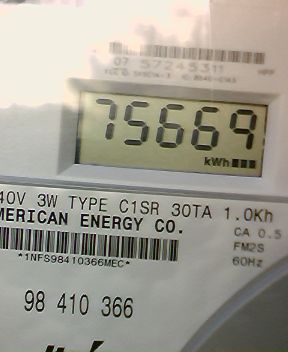 07 57245311
75669
kWh
40V 3W TYPE C1SR 30TA 1.0Kh
MERICAN ENERGY CO.
CA 0.5
*1NFS98410366MEC*
FM2S
60Hz
98 410 366